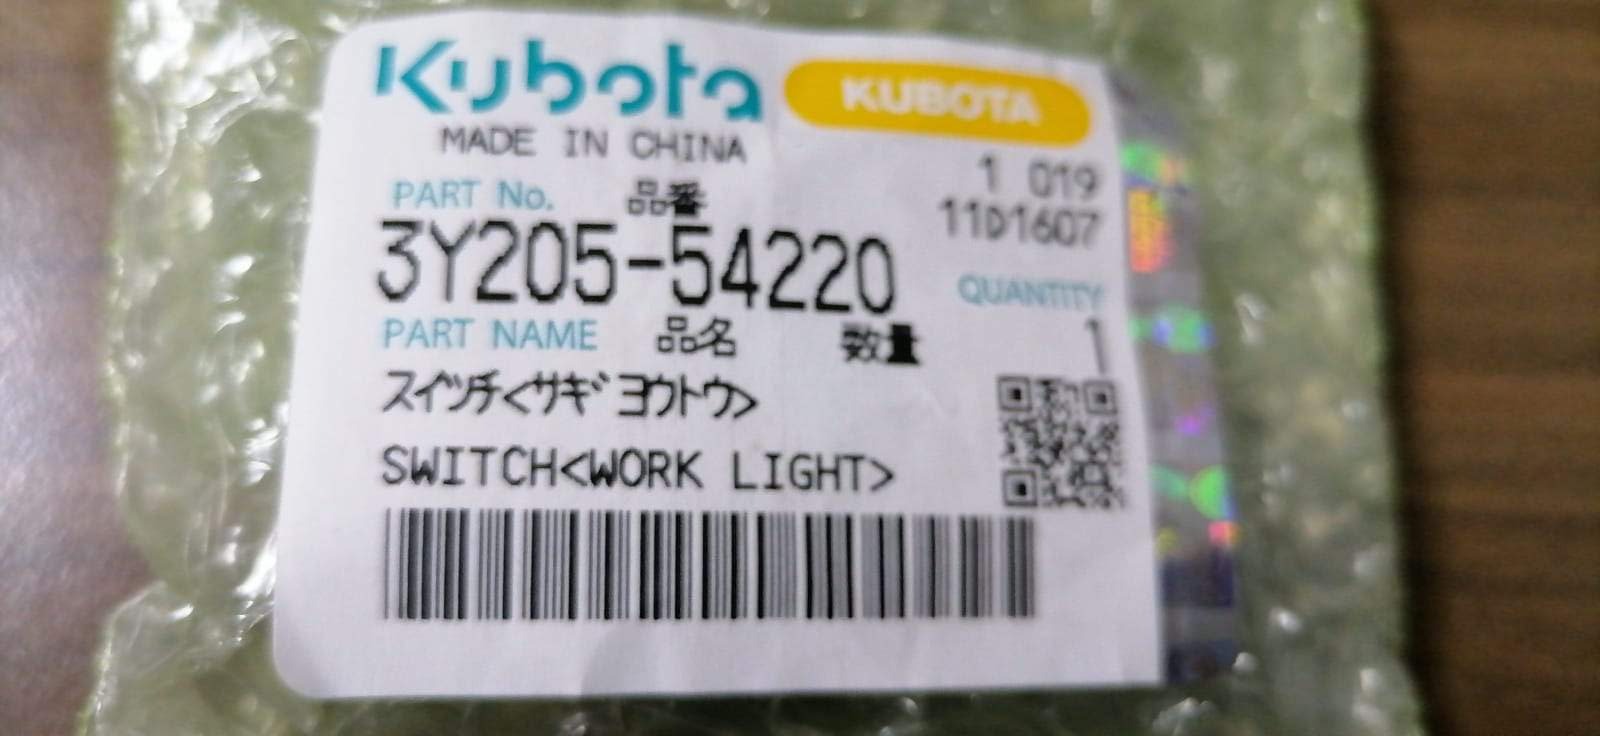 Kubota KUBOTA
MADE IN CHINA
1 019
PART No. 品番
11D1607
3Y205-54220
QUANTITY
PART NAME 品名 数量 1
スイッチ<サギョウトウ>
SWITCH<WORK LIGHT>